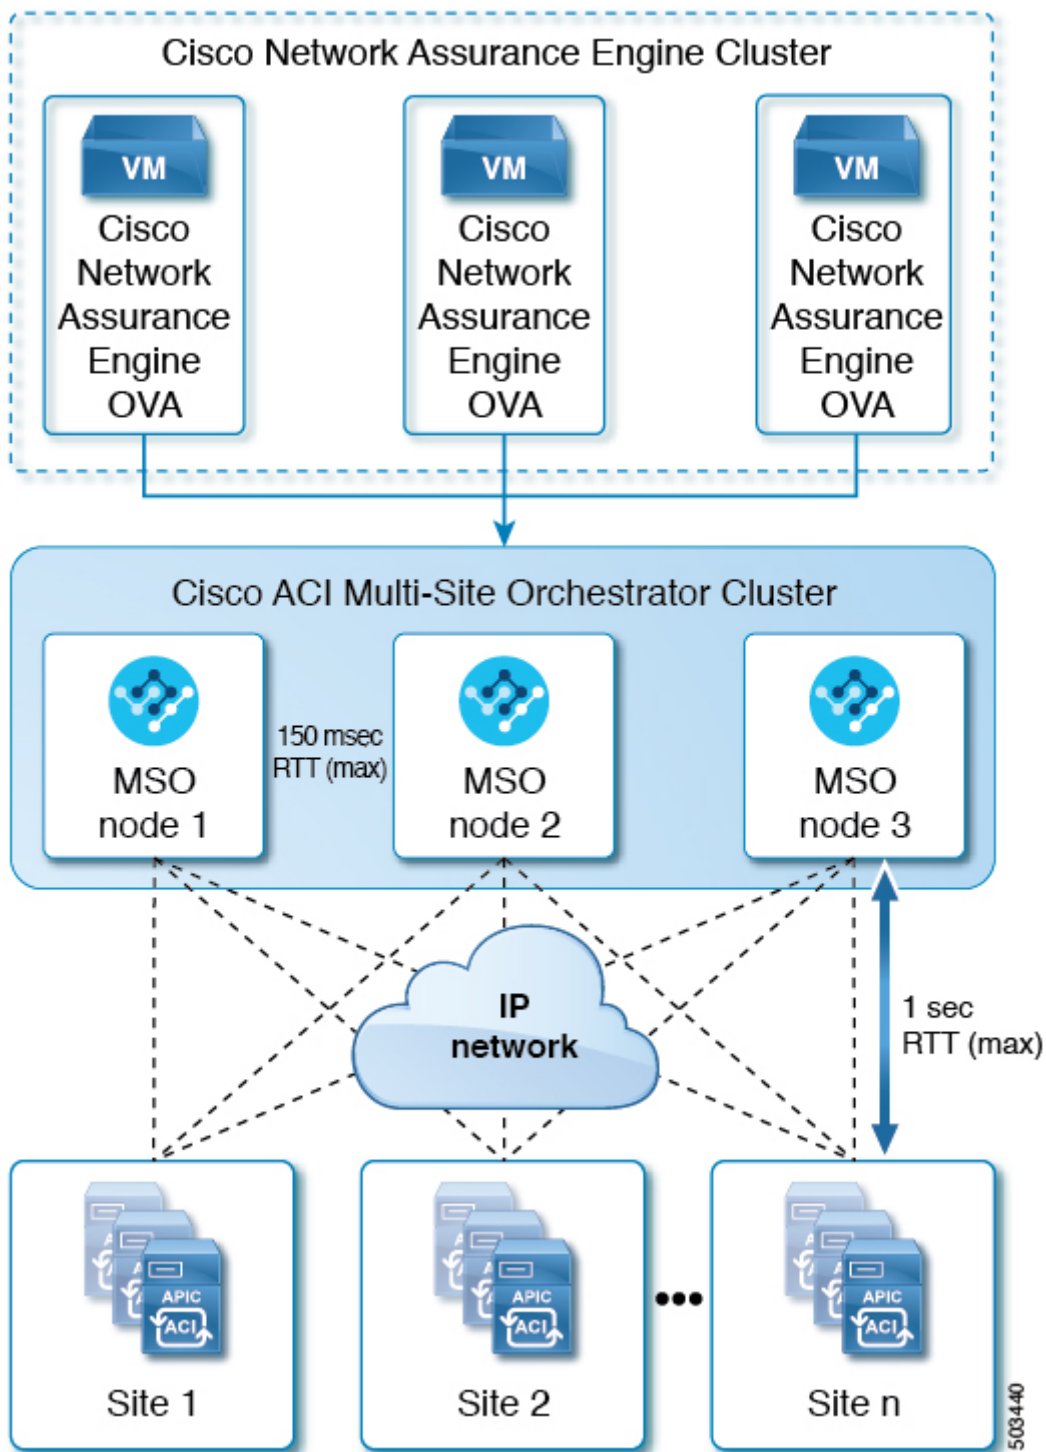 Cisco Network Assurance Engine Cluster
VM
Cisco
Network
Assurance
Engine
OVA
VM
Cisco
Network
Assurance
Engine
OVA
VM
Cisco
Network
Assurance
Engine
OVA
Cisco ACI Multi-Site Orchestrator Cluster
MSO
node 1
150 msec
RTT (max)
MSO
node 2
MSO
node 3
IP
network
1 sec
RTT (max)
APIC
ACI
Site 1
APIC
ACI
Site 2
APIC
ACI
Site n
503440